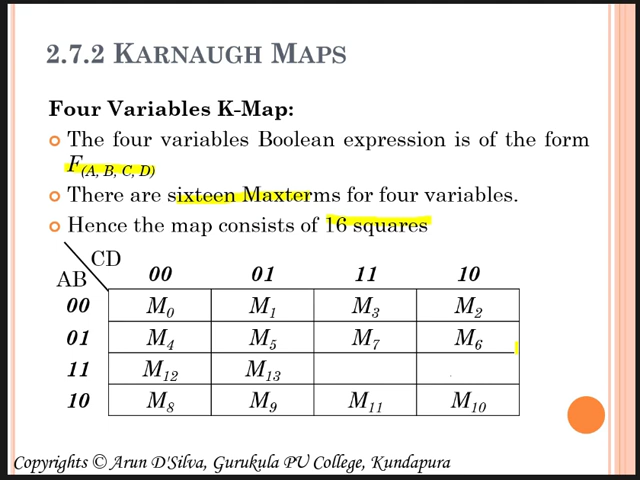 2.7.2 KARNAUGH MAPS
Four Variables K-Map:
The four variables Boolean expression is of the form
F(A, B, C, D)
There are sixteen Maxterms for four variables.
Hence the map consists of 16 squares
CD
AB 00 01 11 10
00 M0 M1 M3 M2
01 M4 M5 M7 M6
11 M12 M13
10 M8 M9 M11 M10
Copyrights © Arun D'Silva, Gurukula PU College, Kundapura